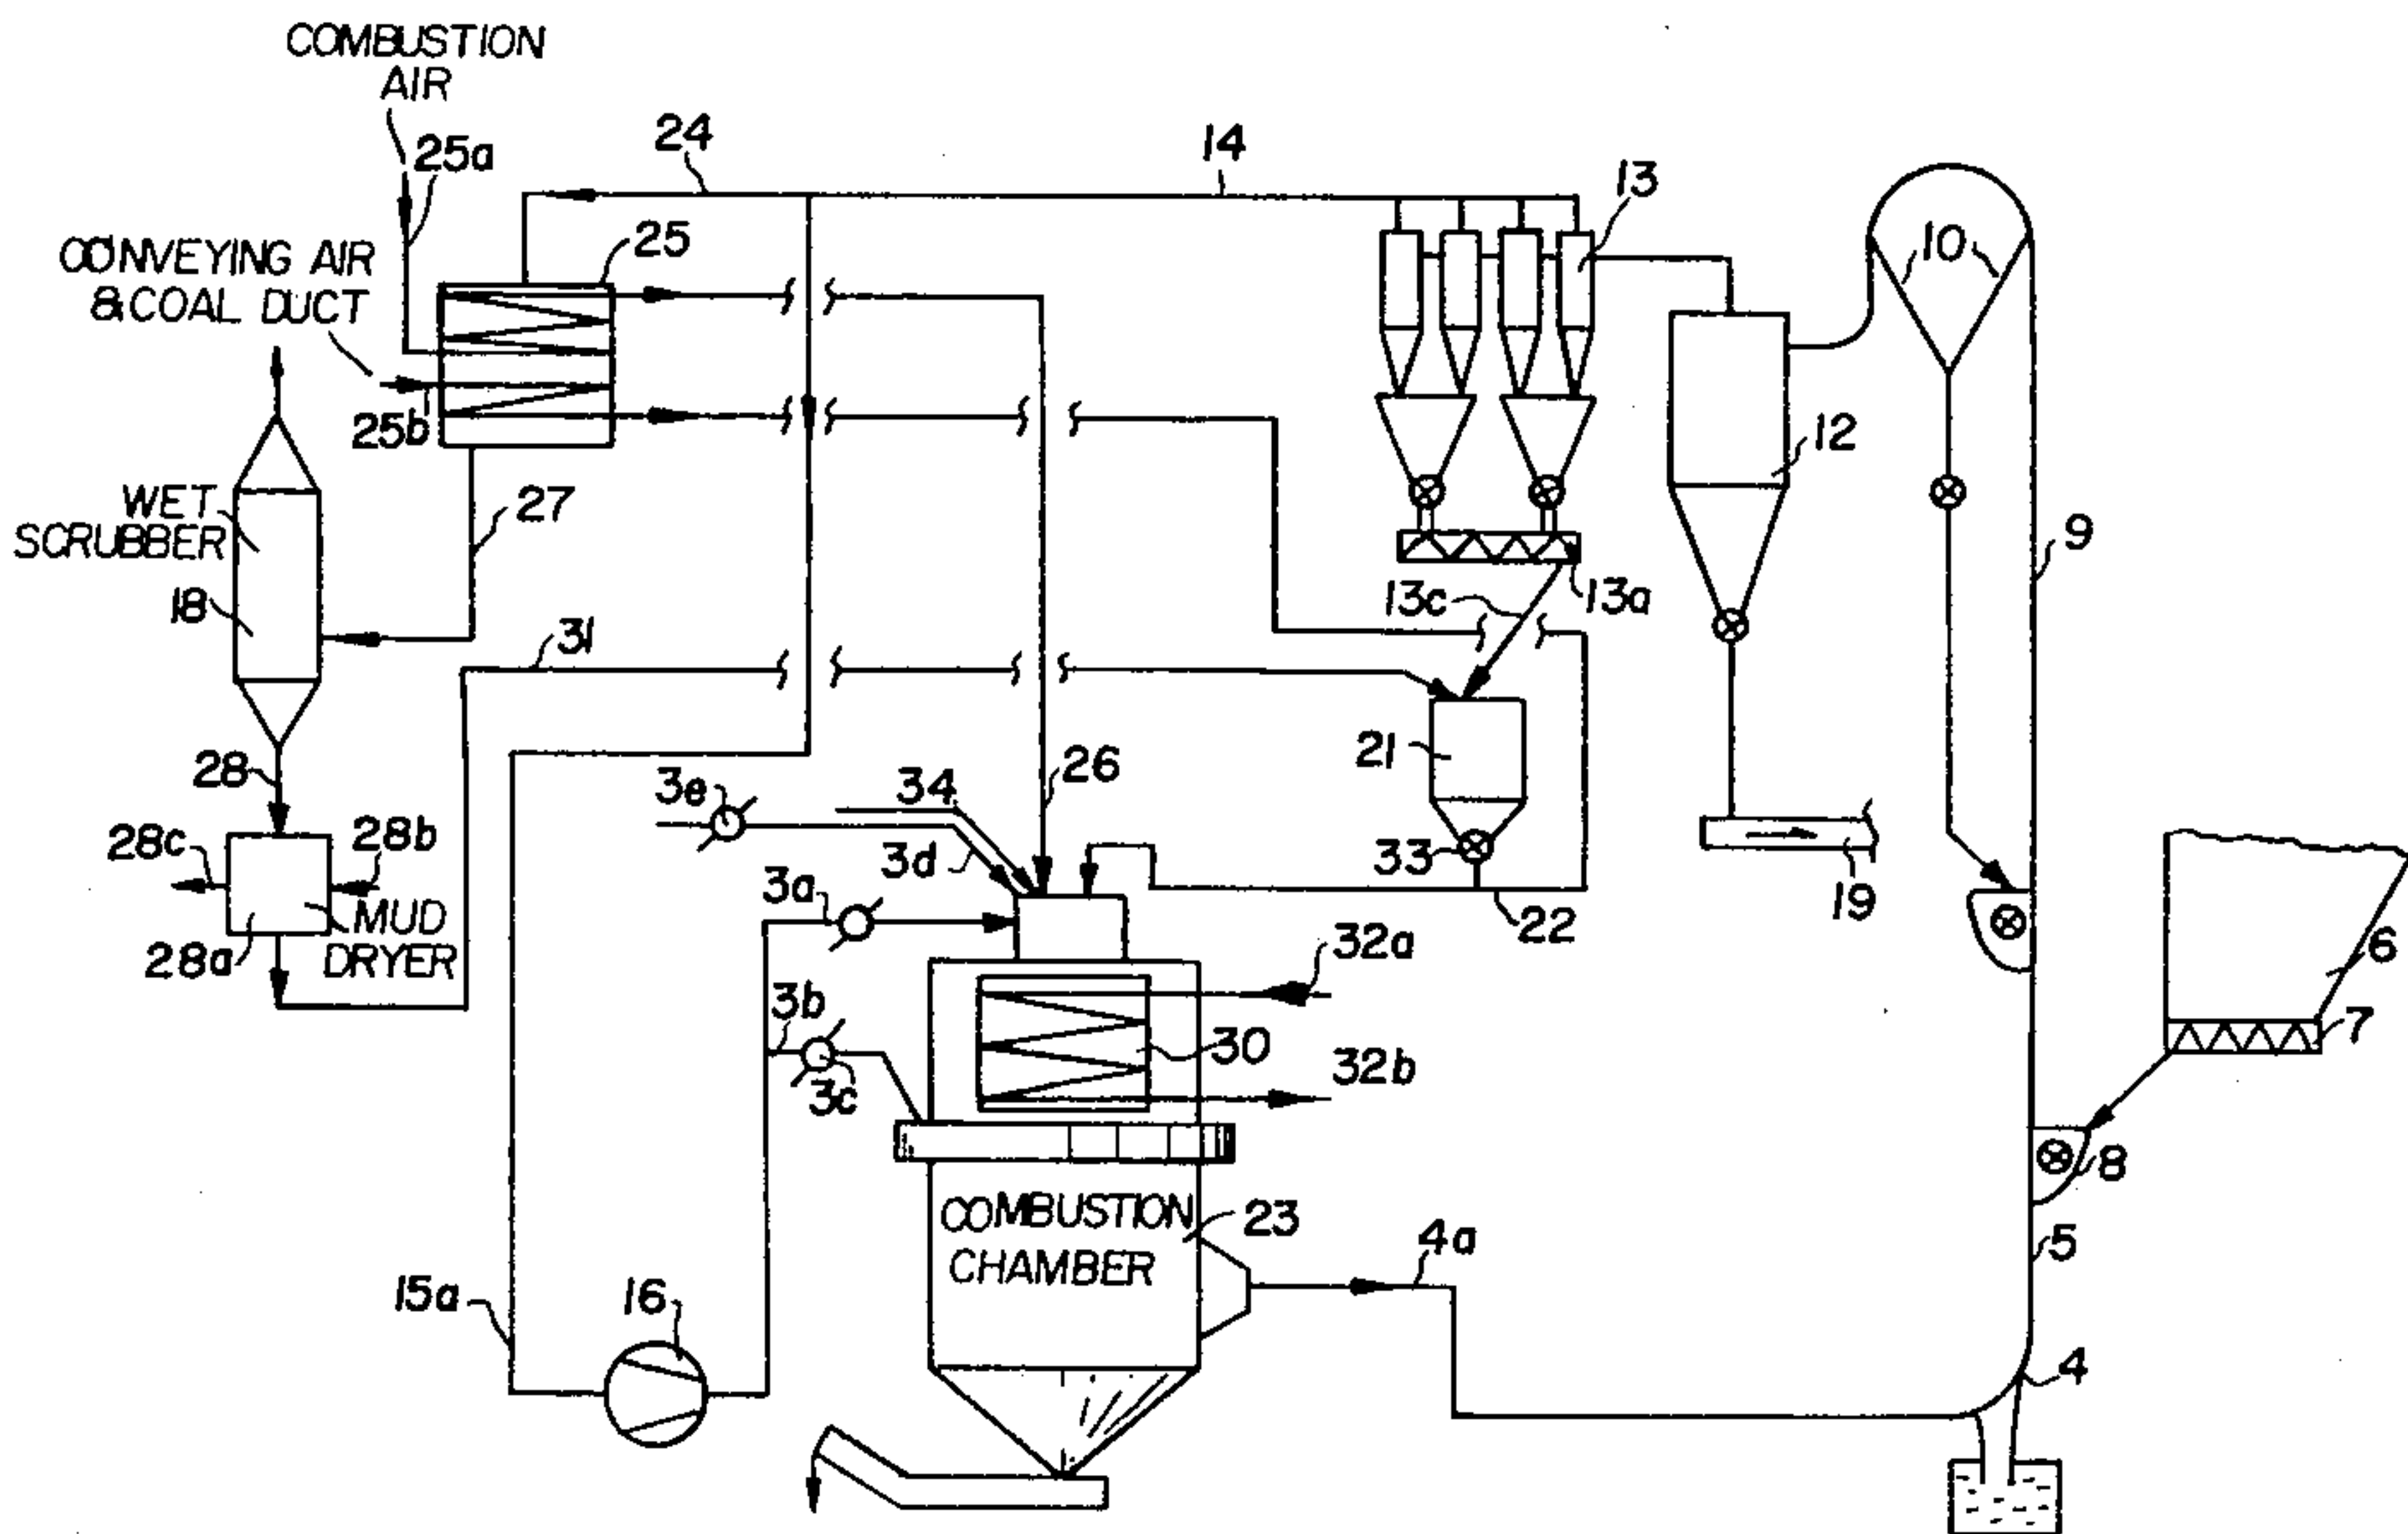 COMBUSTION
AIR
25a
24
14
13
CONVEYING AIR
& COAL DUCT
25
10
25b
12
WET
SCRUBBER
27
9
18
13c
13a
31
28
3e
34
26
21
28c
28b
3d
33
3a
19
22
6
28a
MUD
DRYER
32a
3b
7
30
3c
32b
8
COMBUSTION
CHAMBER
23
4a
5
15a
16
4